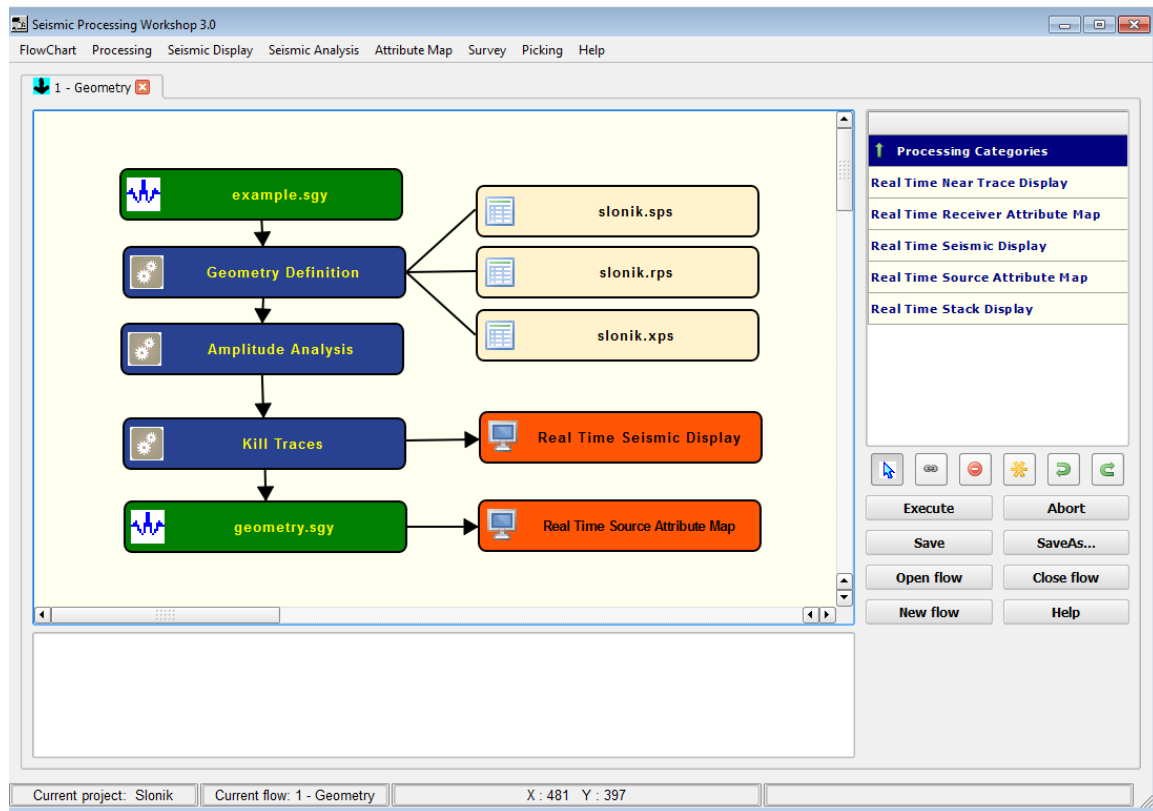 Seismic Processing Workshop 3.0
FlowChart Processing Seismic Display Seismic Analysis Attribute Map Survey Picking Help
1 - Geometry
example.sgy
Geometry Definition
Amplitude Analysis
Kill Traces
geometry.sgy
slonik.sps
slonik.rps
slonik.xps
Real Time Seismic Display
Real Time Source Attribute Map
Processing Categories
Real Time Near Trace Display
Real Time Receiver Attribute Map
Real Time Seismic Display
Real Time Source Attribute Map
Real Time Stack Display
Execute Abort
Save SaveAs...
Open flow Close flow
New flow Help
Current project: Slonik Current flow: 1 - Geometry X : 481 Y : 397